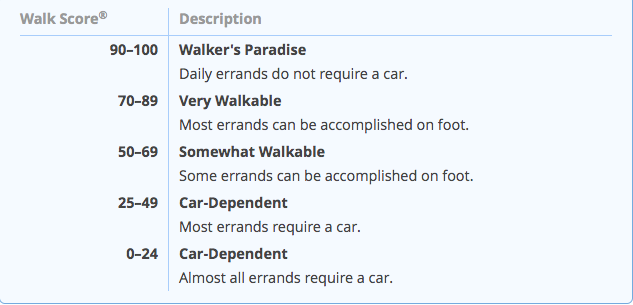 Walk Score® Description
90–100 Walker's Paradise
Daily errands do not require a car.
70–89 Very Walkable
Most errands can be accomplished on foot.
50–69 Somewhat Walkable
Some errands can be accomplished on foot.
25–49 Car-Dependent
Most errands require a car.
0–24 Car-Dependent
Almost all errands require a car.